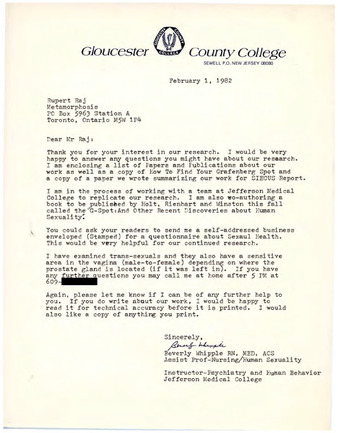 Gloucester County College
SEWELL P.O. NEW JERSEY 08080
February 1, 1982
Rupert Raj
Metamorphosis
PO Box 5963 Station A
Toronto, Ontario M5W 1P4
Dear Mr Raj:
Thank you for your interest in our research. I would be very
happy to answer any questions you might have about our research.
I am enclosing a list of Papers and Publications about our
work as well as a copy of How To Find Your Grafenberg Spot and
a copy of a paper we wrote summarizing our work for SIECUS Report.
I am in the process of working with a team at Jefferson Medical
College to replicate our research. I am also co-authoring a
book to be published by Holt, Rienhart and Winston this fall
called the G-Spot:And Other Recent Discoveries about Human
Sexuality.
You could ask your readers to send me a self-addressed business
enveloped (Stamped) for a questionnaire about Sexual Health.
This would be very helpful for our continued research.
I have examined trans-sexuals and they also have a sensitive
area in the vagina (male-to-female) depending on where the
prostate gland is located (if it was left in). If you have
any further questions you may call me at home after 5 PM at
609-
Again, please let me know if I can be of any further help
to you. If you do write about our work, I would be happy to
read it for technical accuracy before it is printed. I would
also like a copy of anything you print.
Sincerely,
Beverly Whipple
Beverly Whipple RN, MED, ACS
Assist Prof-Nursing/Human Sexuality
Instructor-Psychiatry and Human Behavior
Jefferson Medical College